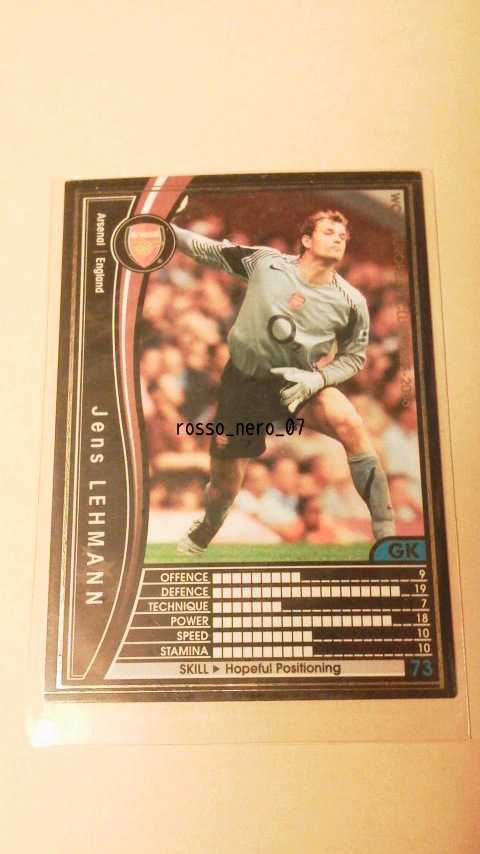 Arsenal | England
Jens LEHMANN
rosso_nero_07
GK
OFFENCE 9
DEFENCE 19
TECHNIQUE 7
POWER 18
SPEED 10
STAMINA 10
SKILL ▶ Hopeful Positioning 73